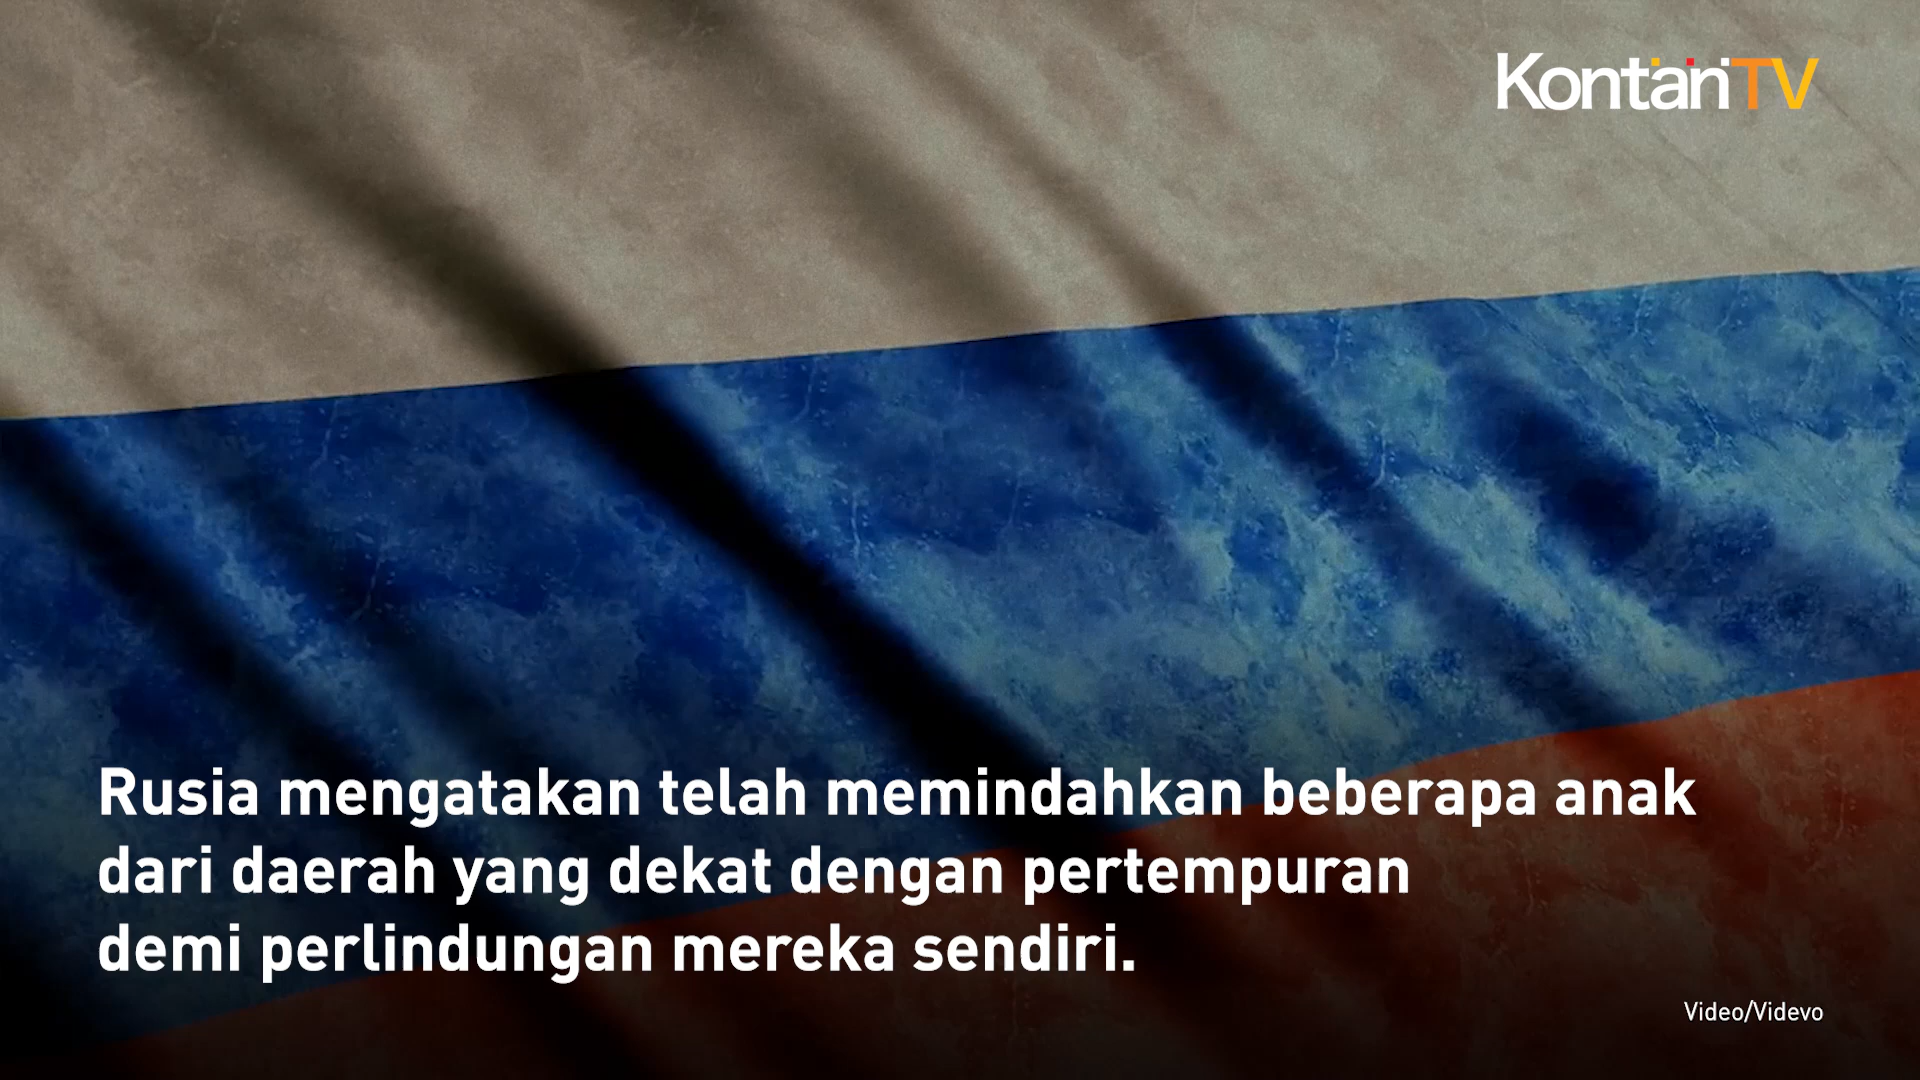 KontanTV
Rusia mengatakan telah memindahkan beberapa anak
dari daerah yang dekat dengan pertempuran
demi perlindungan mereka sendiri.
Video/Videvo